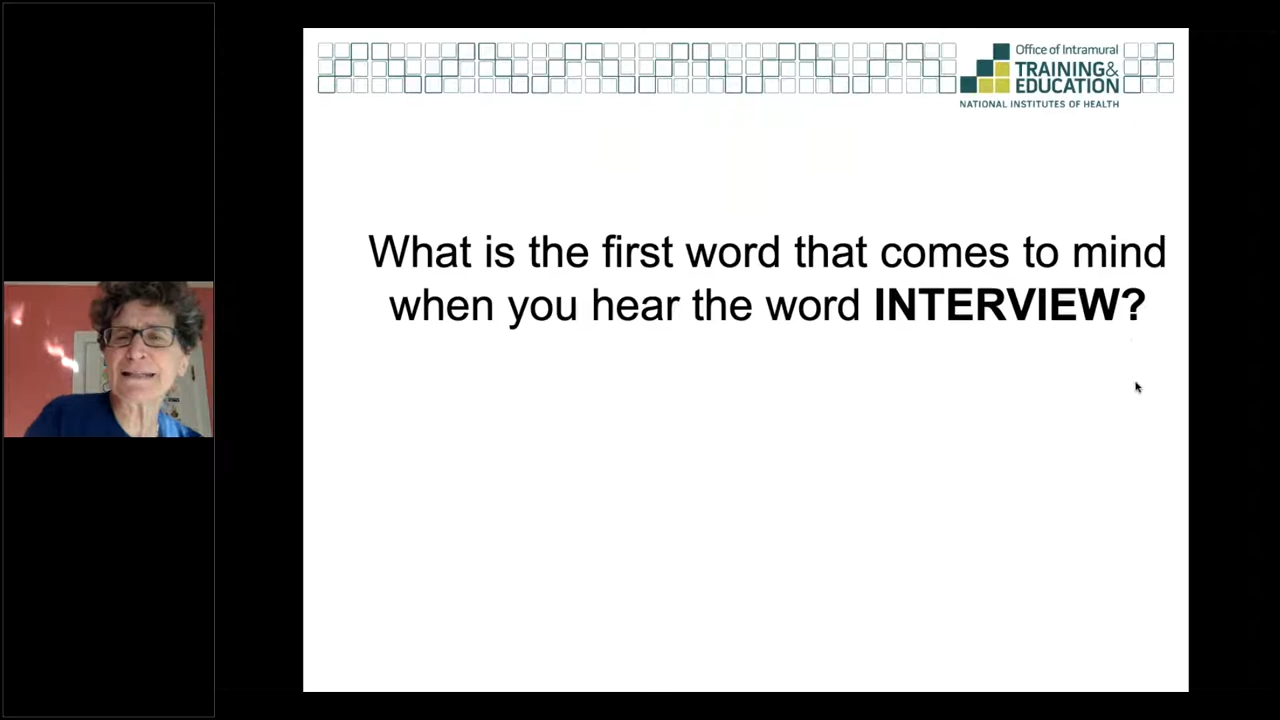 Office of Intramural
TRAINING&
EDUCATION
NATIONAL INSTITUTES OF HEALTH
What is the first word that comes to mind
when you hear the word INTERVIEW?